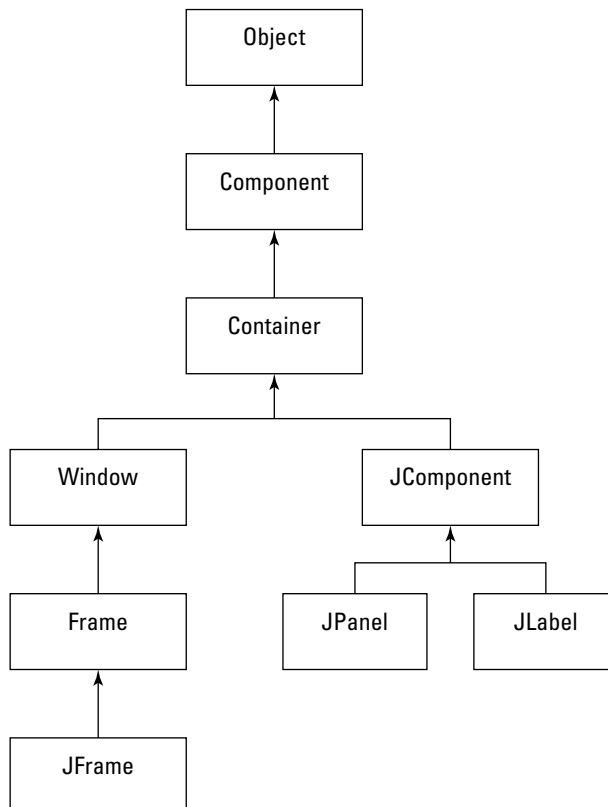 Object
Component
Container
Window
JComponent
Frame
JPanel
JLabel
JFrame